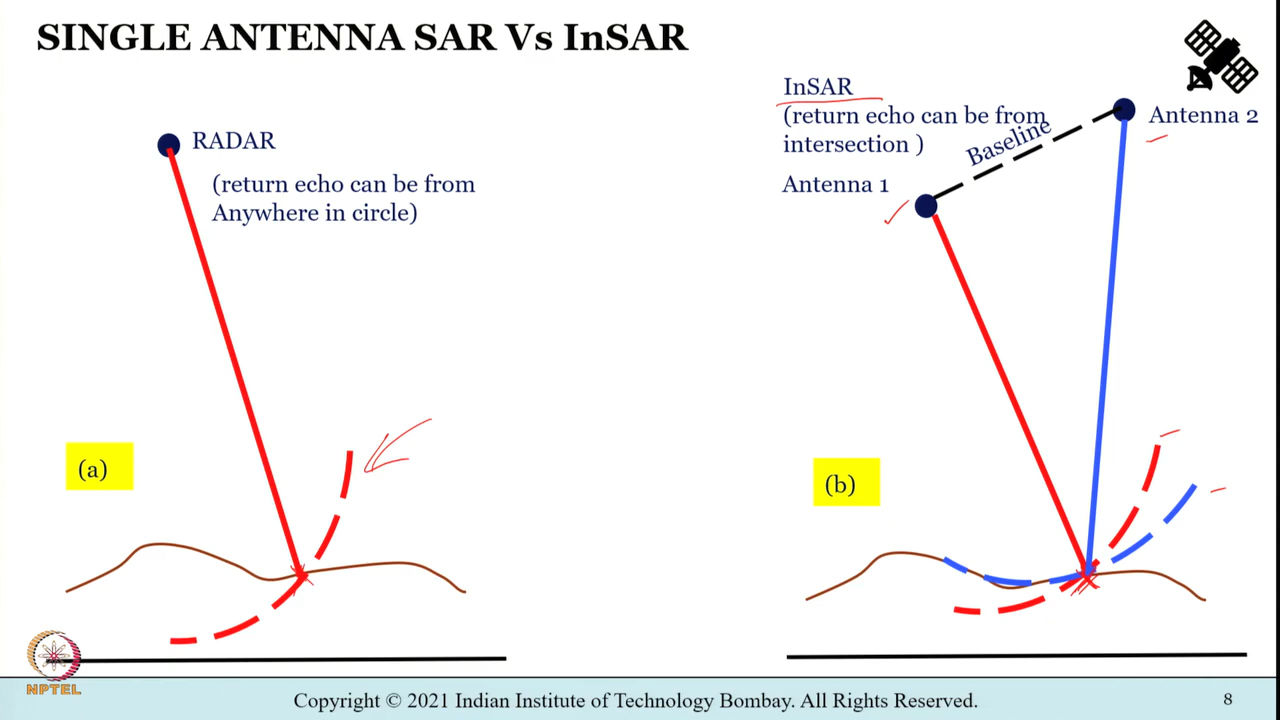 SINGLE ANTENNA SAR Vs InSAR
RADAR
(return echo can be from
Anywhere in circle)
(a)
InSAR
(return echo can be from
intersection )
Baseline
Antenna 1
Antenna 2
(b)
NPTEL
Copyright © 2021 Indian Institute of Technology Bombay. All Rights Reserved.
8